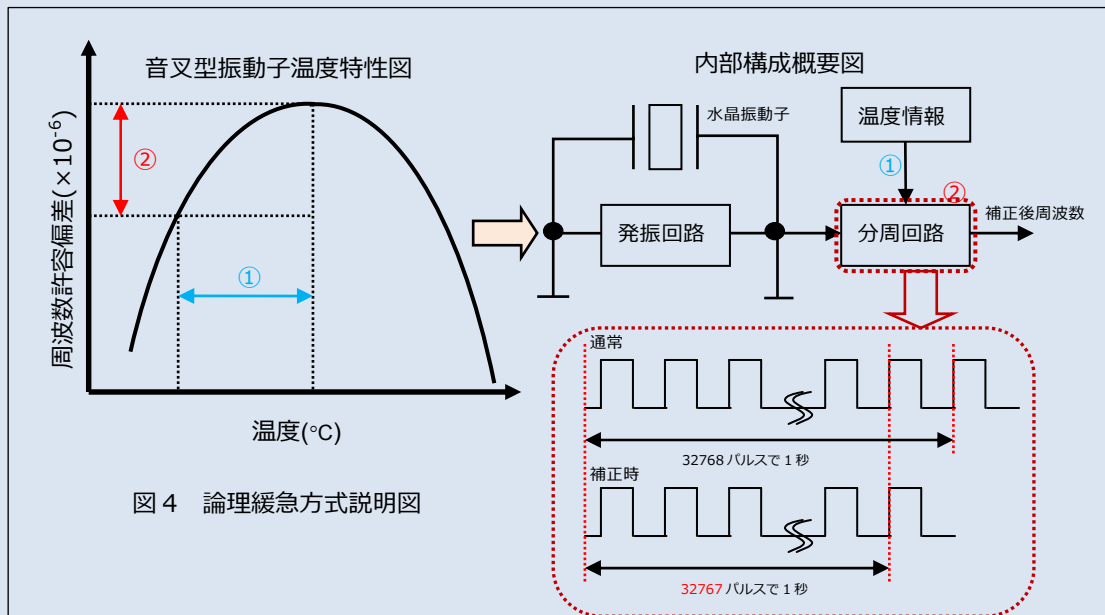 音叉型振動子温度特性図
周波数許容偏差(×10-6)
②
①
温度(°C)
図４ 論理緩急方式説明図
内部構成概要図
水晶振動子
温度情報
①
②
発振回路
分周回路
補正後周波数
通常
32768 パルスで 1 秒
補正時
32767 パルスで 1 秒